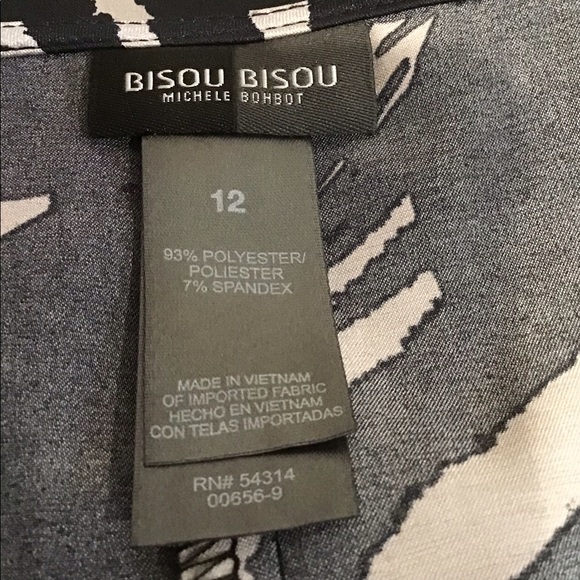 BISOU BISOU
MICHELE BOHBOT
12
93% POLYESTER/
POLIESTER
7% SPANDEX
MADE IN VIETNAM
OF IMPORTED FABRIC
HECHO EN VIETNAM
CON TELAS IMPORTADAS
RN# 54314
00656-9